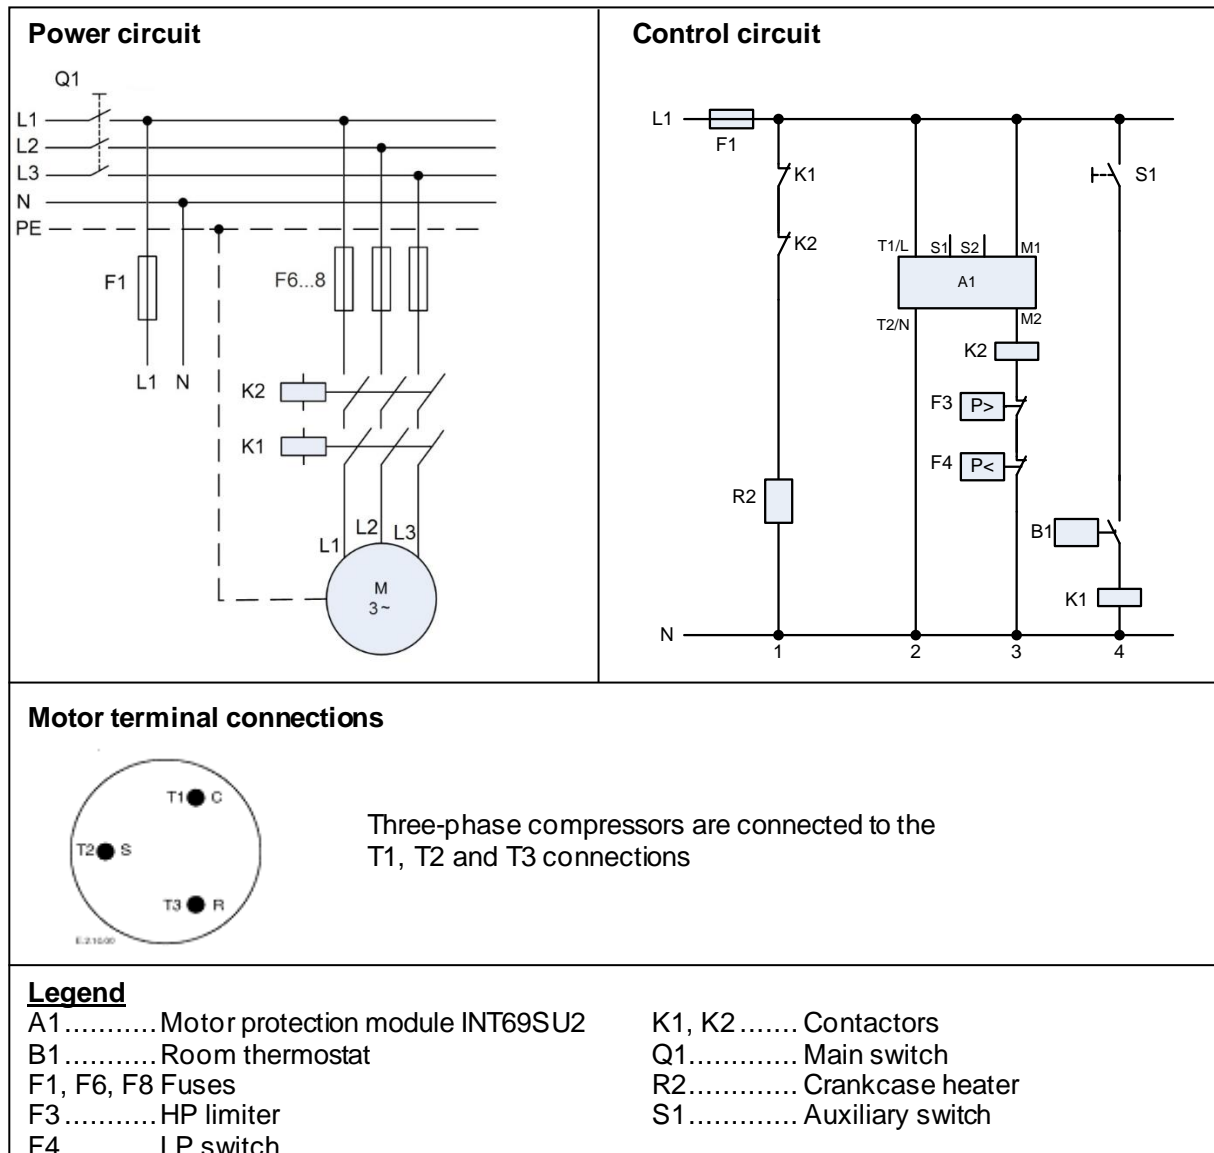 Power circuit
Q1
L1
L2
L3
N
PE
F1
F6...8
L1 N
K2
K1
L1 L2 L3
M
3~
Control circuit
L1
F1
K1
S1
K2
T1/L S1 S2 M1
A1
T2/N M2
K2
F3 P>
F4 P<
R2
B1
K1
N
1 2 3 4
Motor terminal connections
T1 C
T2 S
T3 R
Three-phase compressors are connected to the
T1, T2 and T3 connections
Legend
A1...........Motor protection module INT69SU2
B1...........Room thermostat
F1, F6, F8 Fuses
F3...........HP limiter
F4 LP switch
K1, K2....... Contactors
Q1............. Main switch
R2............. Crankcase heater
S1............. Auxiliary switch